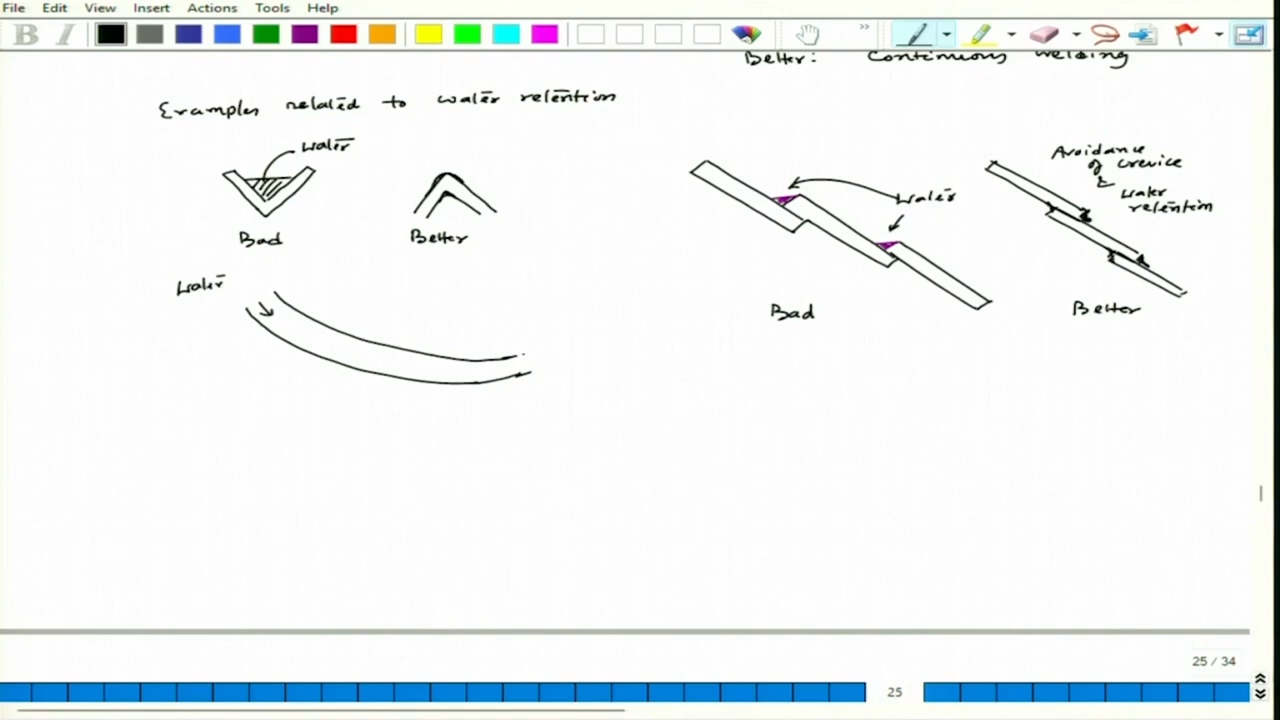 File Edit View Insert Actions Tools Help
B I
Better: Continuous welding
Examples related to water retention
water
Bad
Better
water
water
Bad
Avoidance
of crevice
& water
retention
Better
25 / 34
25